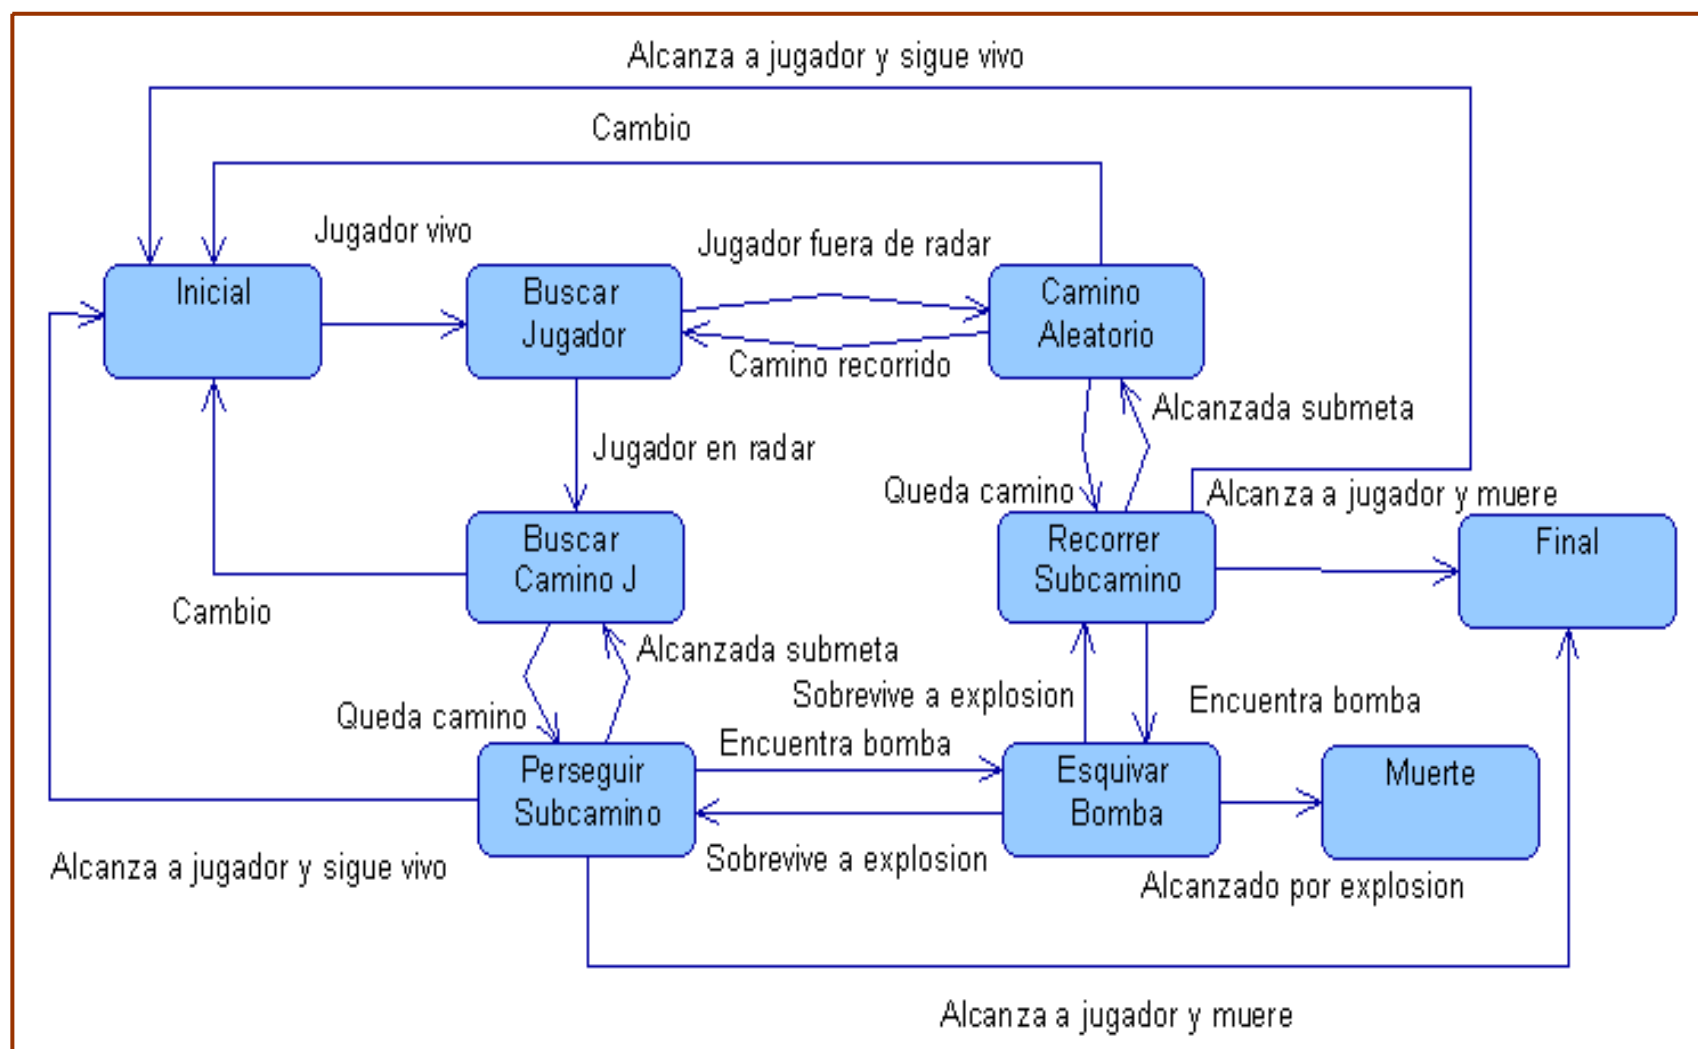 Alcanza a jugador y sigue vivo
Cambio
Jugador vivo
Jugador fuera de radar
Inicial
Buscar
Jugador
Camino
Aleatorio
Camino recorrido
Alcanzada submeta
Jugador en radar
Queda camino
Alcanza a jugador y muere
Buscar
Camino J
Recorrer
Subcamino
Final
Cambio
Alcanzada submeta
Sobrevive a explosion
Encuentra bomba
Queda camino
Encuentra bomba
Perseguir
Subcamino
Esquivar
Bomba
Muerte
Alcanza a jugador y sigue vivo
Sobrevive a explosion
Alcanzado por explosion
Alcanza a jugador y muere